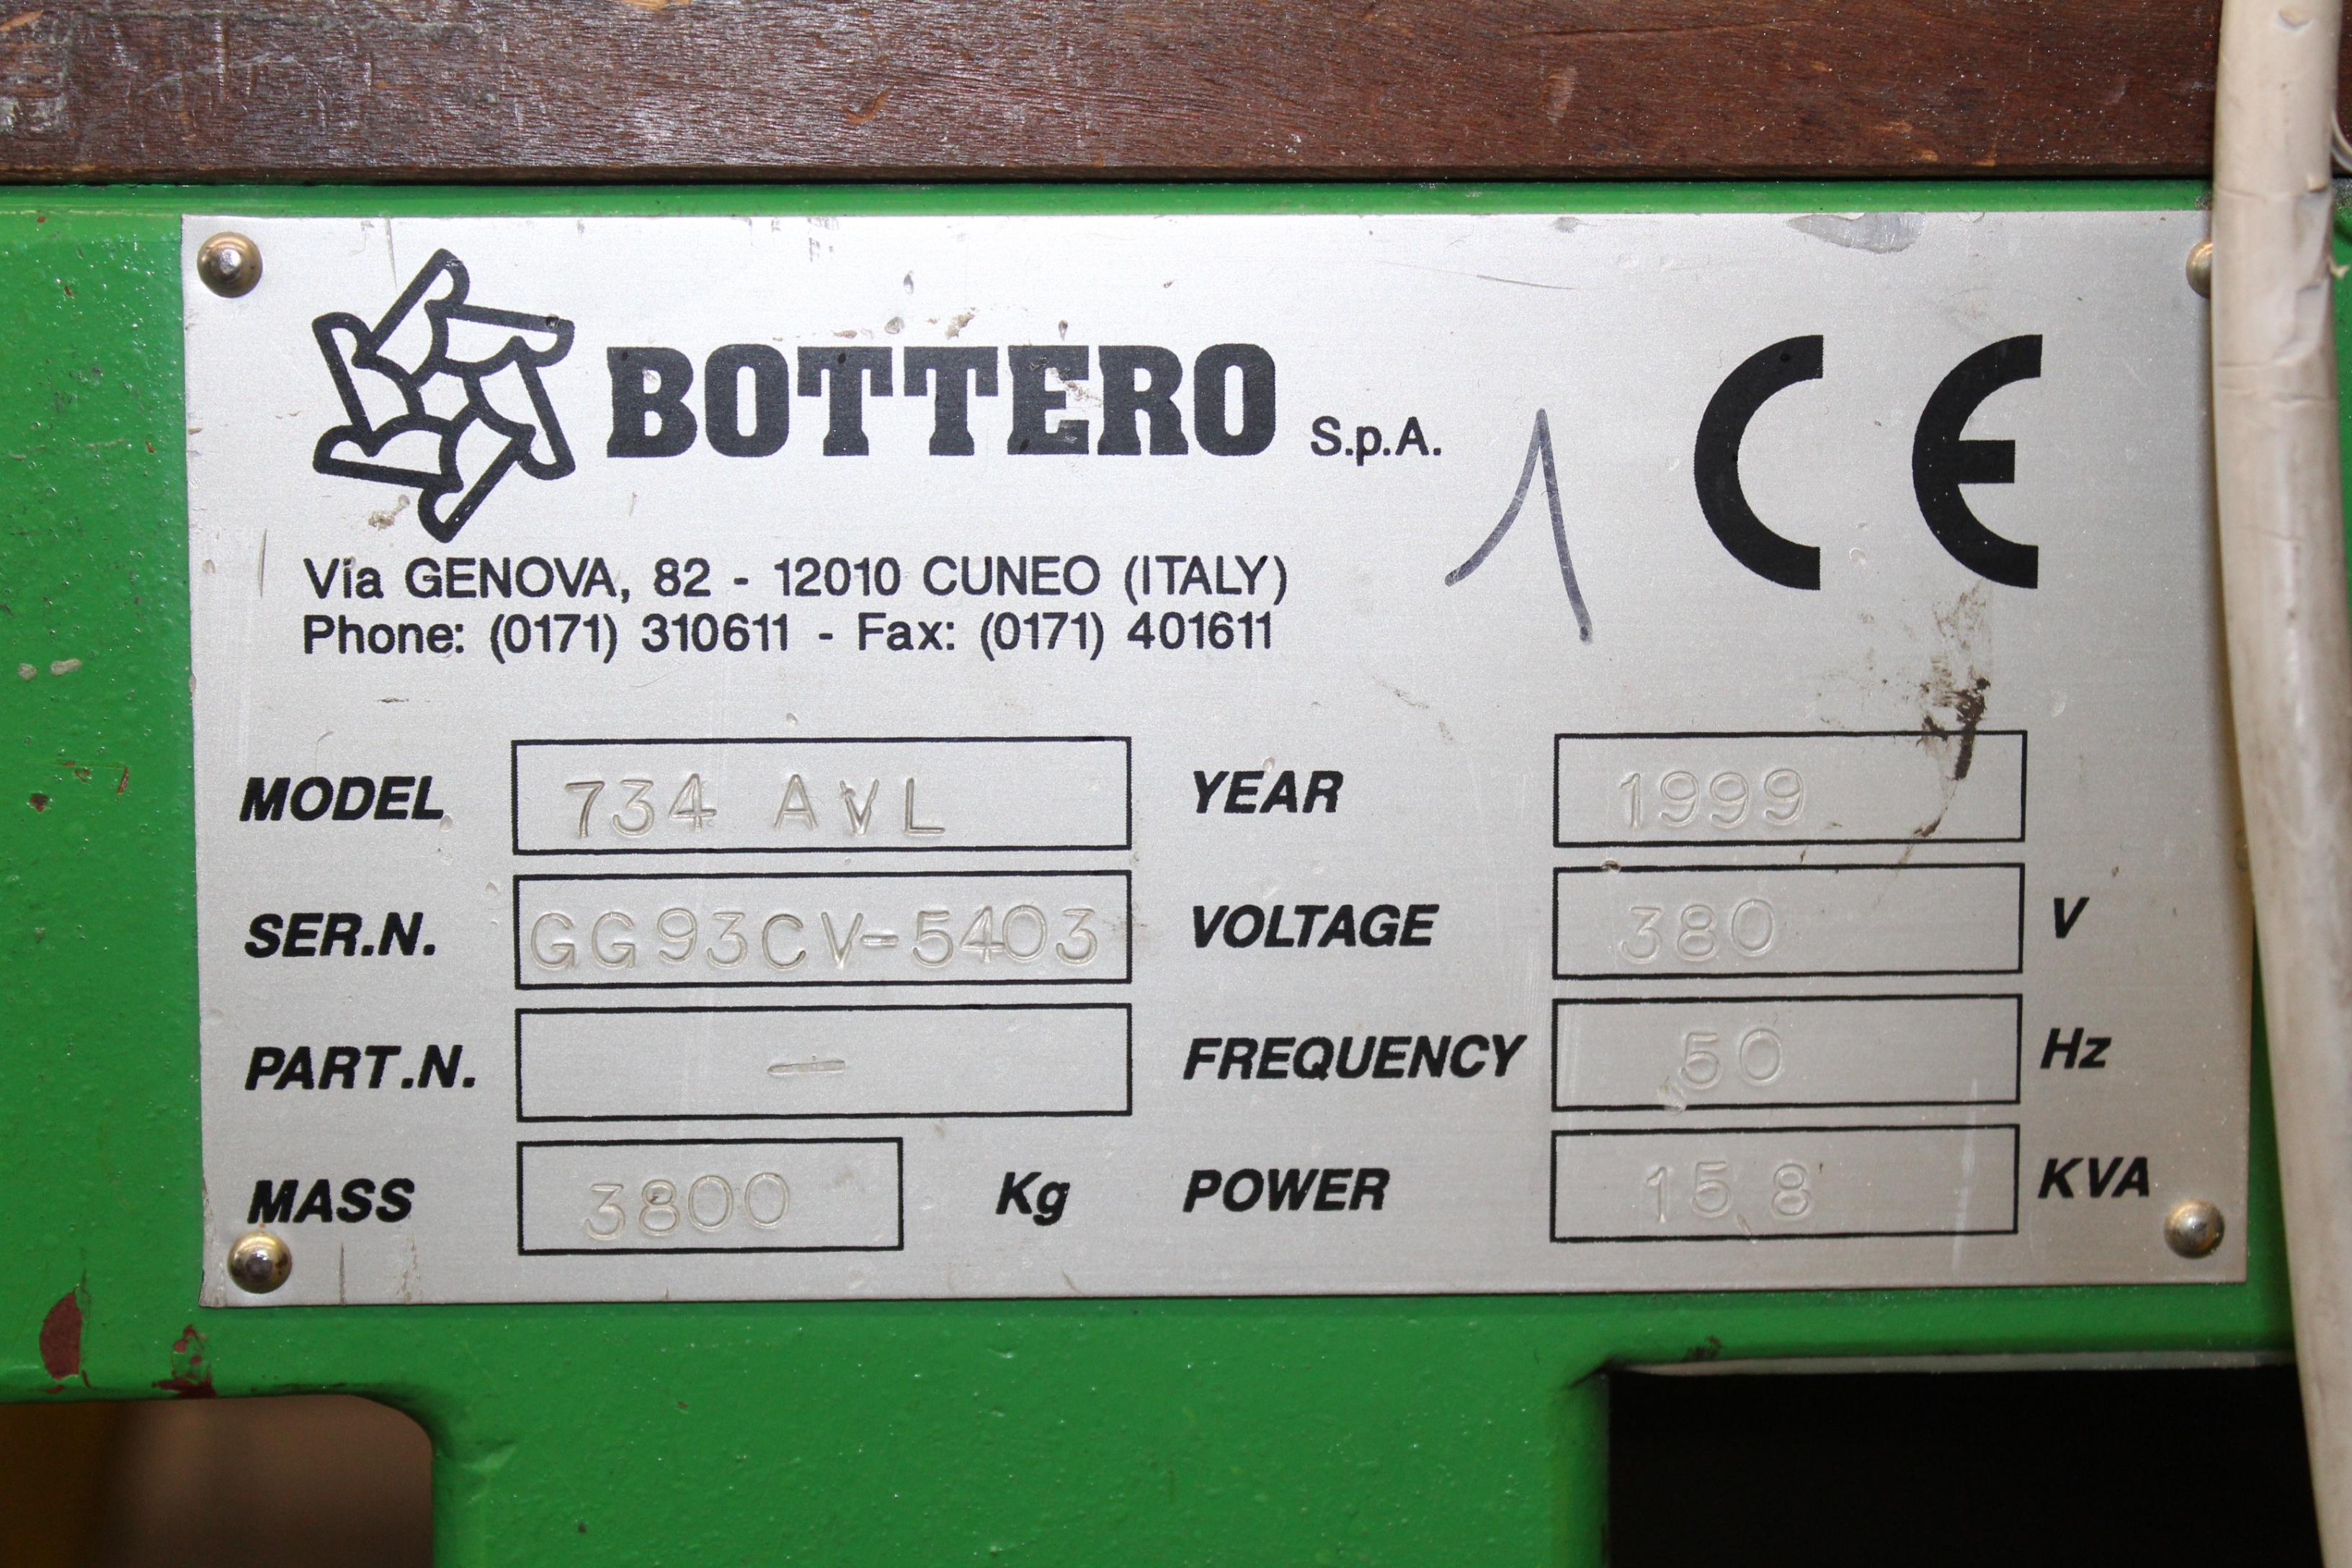 BOTTERO S.p.A.
1
CE
Via GENOVA, 82 - 12010 CUNEO (ITALY)
Phone: (0171) 310611 - Fax: (0171) 401611
MODEL 734 AVL YEAR 1999
SER.N. GG93CV-5403 VOLTAGE 380 V
PART.N. - FREQUENCY 50 Hz
MASS 3800 Kg POWER 15,8 KVA